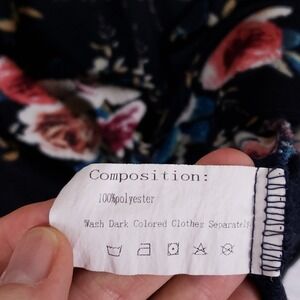 Composition:
100%polyester
Wash Dark Colored Clothes Separately